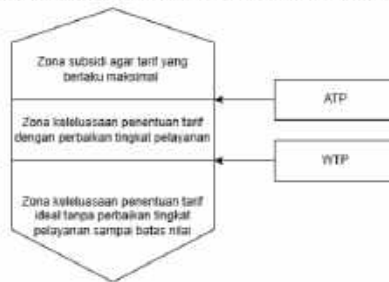 Zona subsidi agar tarif yang
berlaku maksimal
ATP
Zona keleluasaan penentuan tarif
dengan perbaikan tingkat pelayanan
WTP
Zona keleluasaan penentuan tarif
ideal tanpa perbaikan tingkat
pelayanan sampai batas nilai